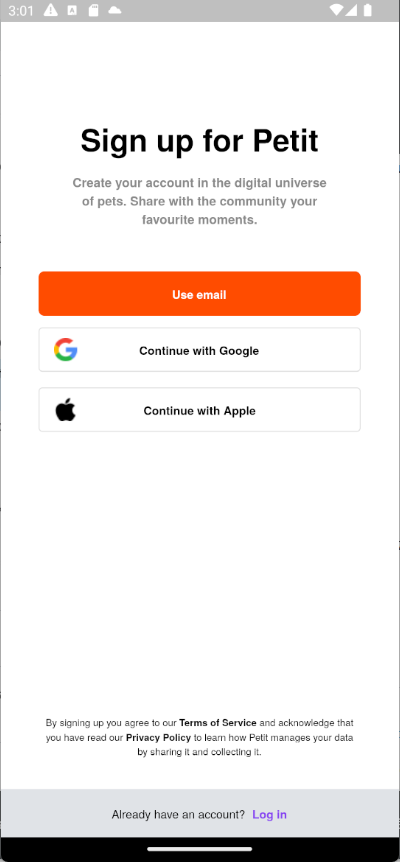 3:01
Sign up for Petit
Create your account in the digital universe
of pets. Share with the community your
favourite moments.
Use email
Continue with Google
Continue with Apple
By signing up you agree to our Terms of Service and acknowledge that
you have read our Privacy Policy to learn how Petit manages your data
by sharing it and collecting it.
Already have an account? Log in